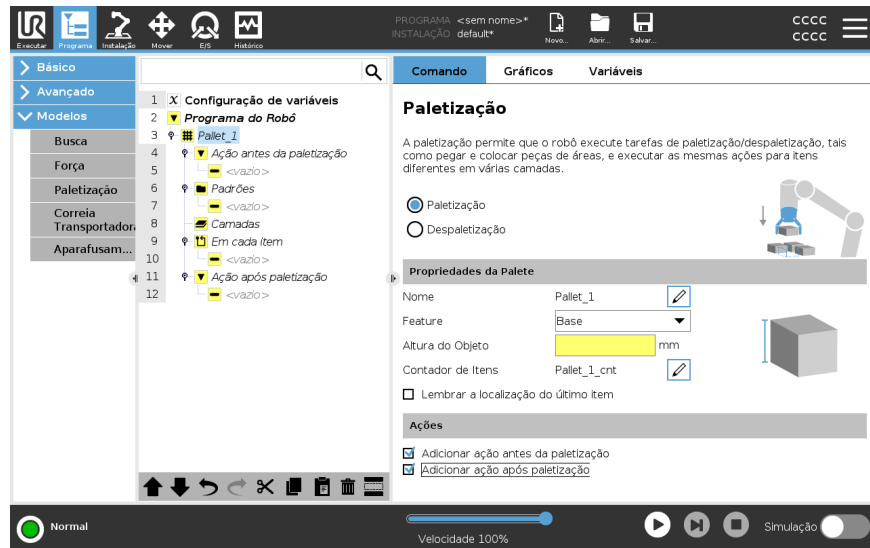 PROGRAMA <sem nome>*
INSTALAÇÃO default*
CCCC
CCCC
Executar Programa Instalação Mover E/S Histórico Novo... Abrir... Salvar...
Básico
Avançado
Modelos
Busca
Força
Paletização
Correia
Transportadora
Aparafusam...
1 X Configuração de variáveis
2 Programa do Robô
3 Pallet_1
4 Ação antes da paletização
5 <vazio>
6 Padrões
7 <vazio>
8 Camadas
9 Em cada item
10 <vazio>
11 Ação após paletização
12 <vazio>
Comando Gráficos Variáveis
Paletização
A paletização permite que o robô execute tarefas de paletização/despaletização, tais
como pegar e colocar peças de áreas, e executar as mesmas ações para itens
diferentes em várias camadas.
Paletização
Despaletização
Propriedades da Palete
Nome Pallet_1
Feature Base
Altura do Objeto mm
Contador de Itens Pallet_1_cnt
Lembrar a localização do último item
Ações
Adicionar ação antes da paletização
Adicionar ação após paletização
Normal
Velocidade 100%
Simulação